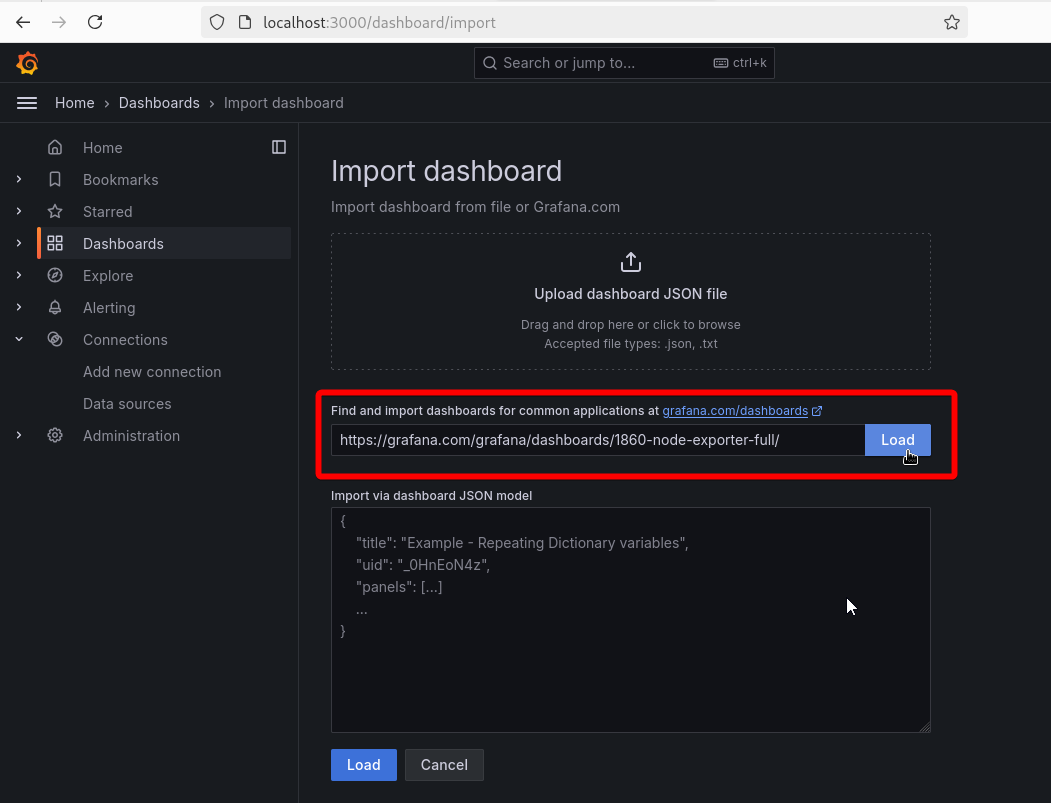 localhost:3000/dashboard/import
Search or jump to... ctrl+k
Home › Dashboards › Import dashboard
Home
Bookmarks
Starred
Dashboards
Explore
Alerting
Connections
Add new connection
Data sources
Administration
Import dashboard
Import dashboard from file or Grafana.com
Upload dashboard JSON file
Drag and drop here or click to browse
Accepted file types: .json, .txt
Find and import dashboards for common applications at grafana.com/dashboards
https://grafana.com/grafana/dashboards/1860-node-exporter-full/ Load
Import via dashboard JSON model
{
"title": "Example - Repeating Dictionary variables",
"uid": "_0HnEoN4z",
"panels": [...]
...
}
Load Cancel